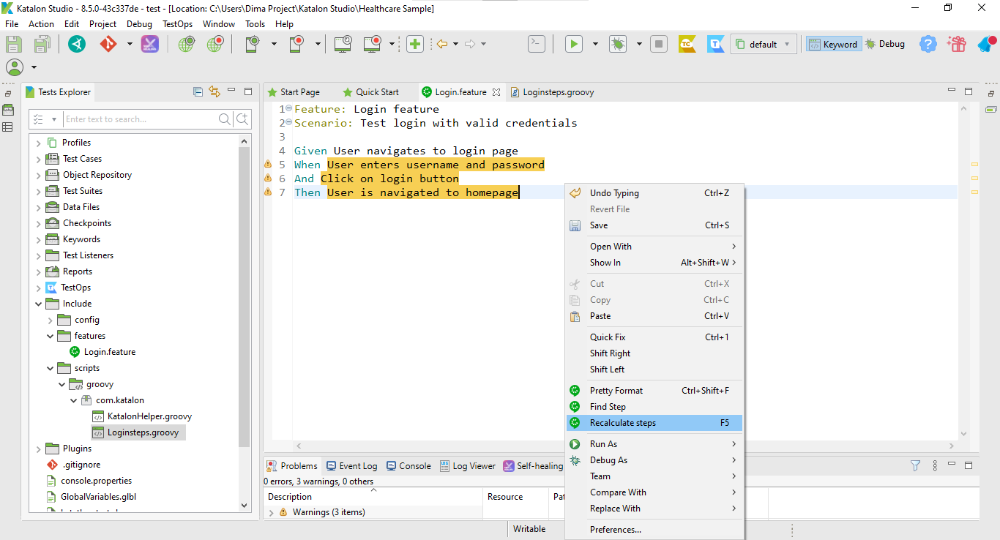 Katalon Studio - 8.5.0-43c337de - test - [Location: C:\Users\Dima Project\Katalon Studio\Healthcare Sample]
File Action Edit Project Debug TestOps Window Tools Help
TC T default Keyword Debug
Tests Explorer
Enter text to search...
Profiles
Test Cases
Object Repository
Test Suites
Data Files
Checkpoints
Keywords
Test Listeners
Reports
TestOps
Include
config
features
Login.feature
scripts
groovy
com.katalon
KatalonHelper.groovy
Loginsteps.groovy
Plugins
.gitignore
console.properties
GlobalVariables.glbl
Start Page Quick Start Login.feature Loginsteps.groovy
1 Feature: Login feature
2 Scenario: Test login with valid credentials
3
4 Given User navigates to login page
5 When User enters username and password
6 And Click on login button
7 Then User is navigated to homepage
Undo Typing Ctrl+Z
Revert File
Save Ctrl+S
Open With
Show In Alt+Shift+W
Cut Ctrl+X
Copy Ctrl+C
Paste Ctrl+V
Quick Fix Ctrl+1
Shift Right
Shift Left
Pretty Format Ctrl+Shift+F
Find Step
Recalculate steps F5
Run As
Debug As
Team
Compare With
Replace With
Preferences...
Problems Event Log Console Log Viewer Self-healing
0 errors, 3 warnings, 0 others
Description Resource Pat
Warnings (3 items)
Writable